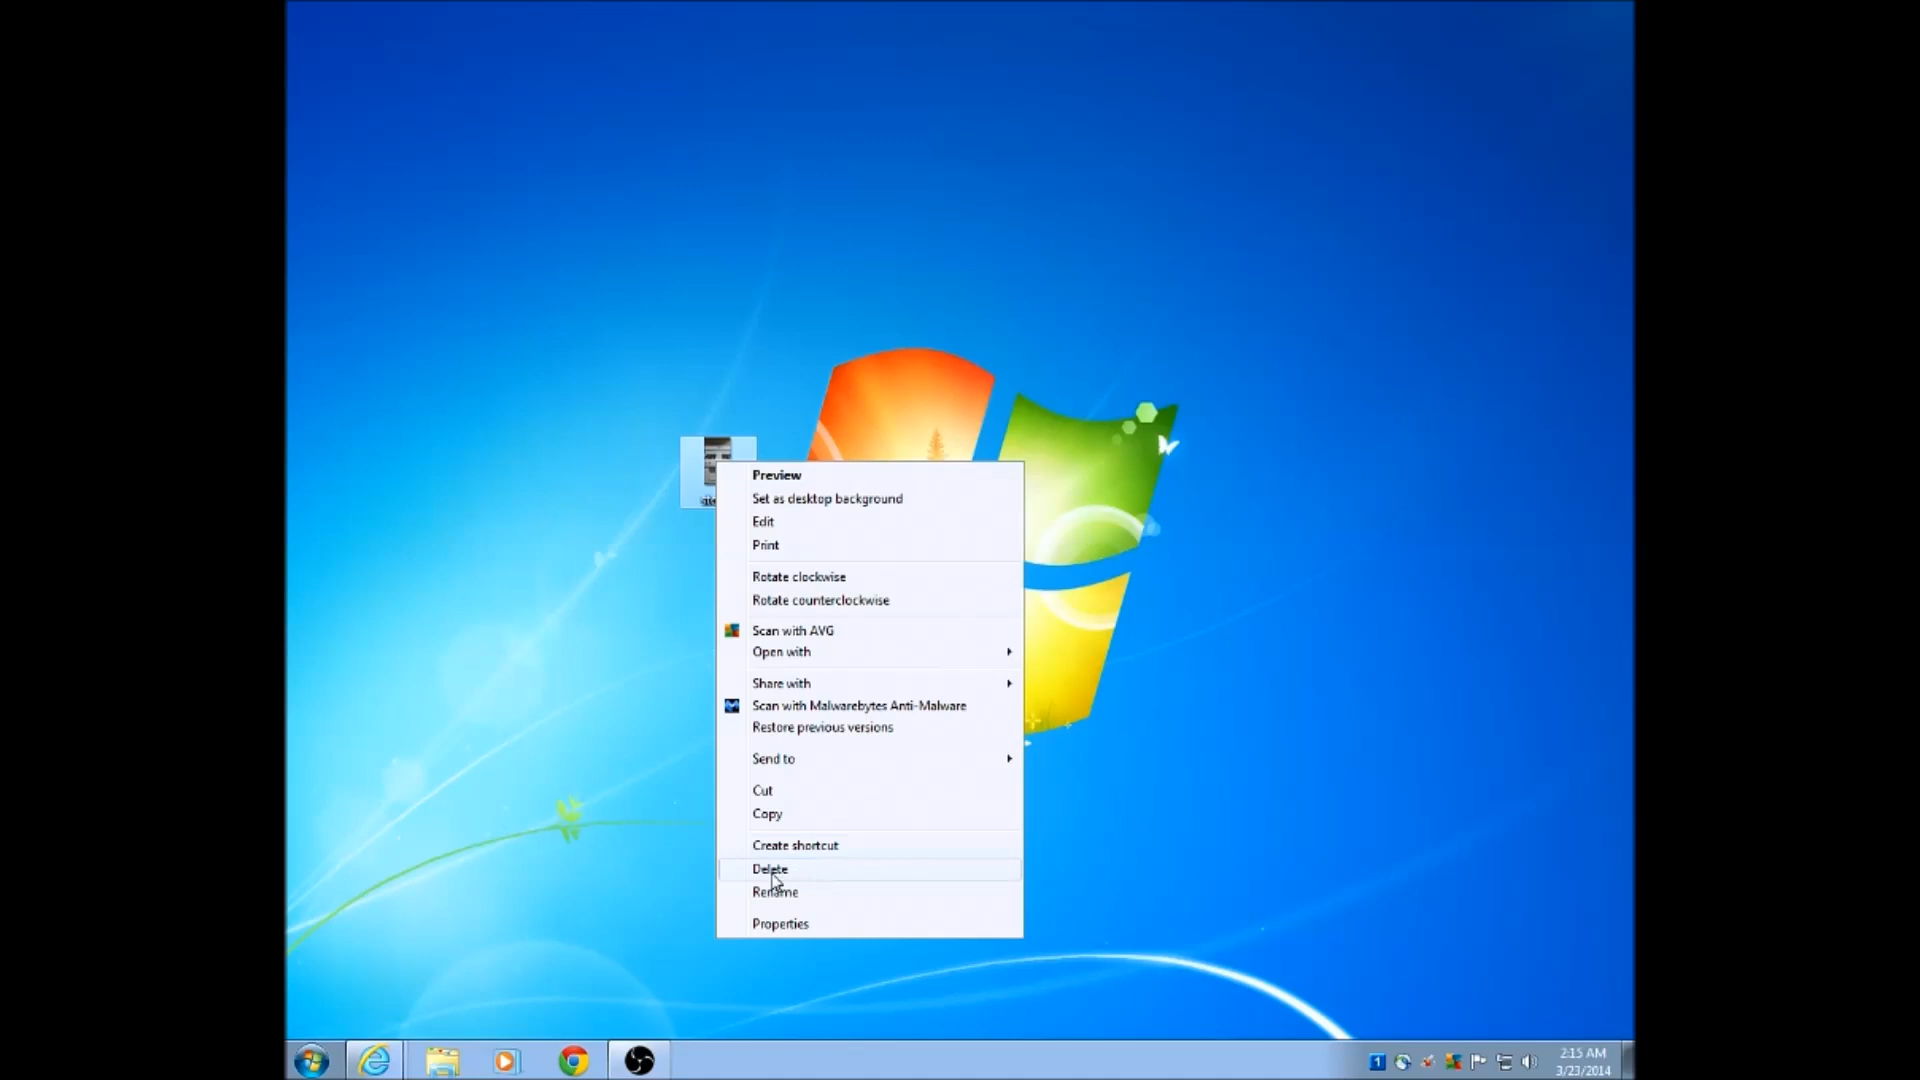 Preview
Set as desktop background
Edit
Print
Rotate clockwise
Rotate counterclockwise
Scan with AVG
Open with
Share with
Scan with Malwarebytes Anti-Malware
Restore previous versions
Send to
Cut
Copy
Create shortcut
Delete
Rename
Properties
1
2:15 AM
3/23/2014